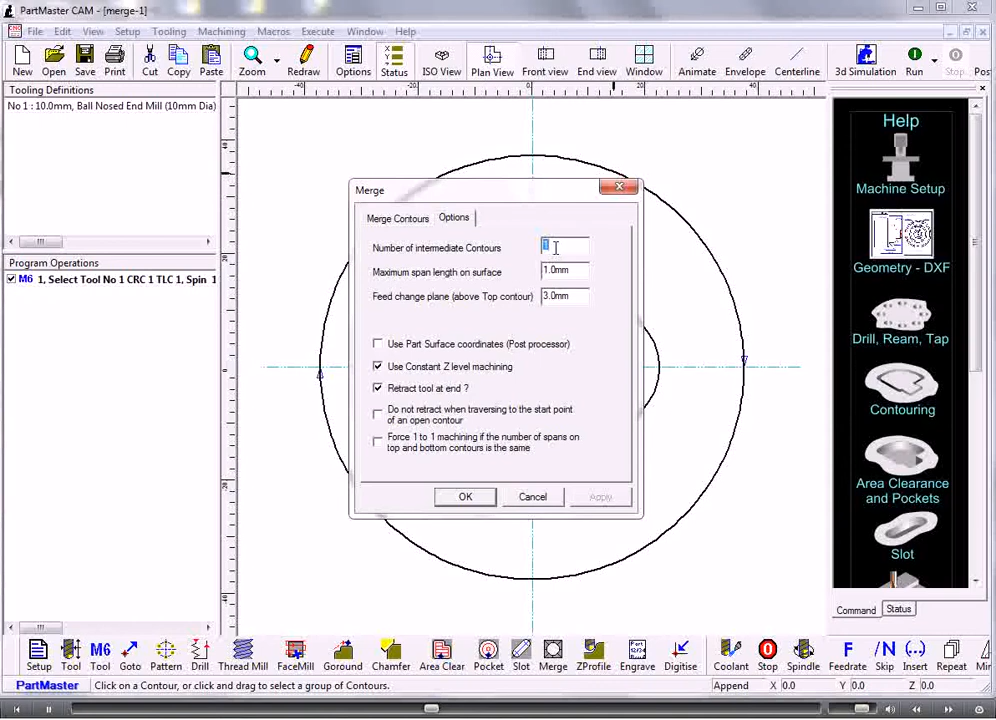 PartMaster CAM - [merge-1]
File Edit View Setup Tooling Machining Macros Execute Window Help
New Open Save Print Cut Copy Paste Zoom Redraw Options Status ISO View Plan View Front view End view Window Animate Envelope Centerline 3d Simulation Run Stop Pos
Tooling Definitions
No 1 : 10.0mm, Ball Nosed End Mill (10mm Dia)
Program Operations
M6 1, Select Tool No 1 CRC 1 TLC 1, Spin 1
-40 -20 0 20 40
Merge
Merge Contours Options
Number of intermediate Contours 1
Maximum span length on surface 1.0mm
Feed change plane (above Top contour) 3.0mm
Use Part Surface coordinates (Post processor)
Use Constant Z level machining
Retract tool at end ?
Do not retract when traversing to the start point
of an open contour
Force 1 to 1 machining if the number of spans on
top and bottom contours is the same
OK Cancel Apply
Help
Machine Setup
Geometry - DXF
Drill, Ream, Tap
Contouring
Area Clearance
and Pockets
Slot
Command Status
M6 F /N (..)
Setup Tool Tool Goto Pattern Drill Thread Mill FaceMill Goround Chamfer Area Clear Pocket Slot Merge ZProfile Engrave Digitise Coolant Stop Spindle Feedrate Skip Insert Repeat
PartMaster Click on a Contour, or click and drag to select a group of Contours. Append X 0.0 Y 0.0 Z 0.0